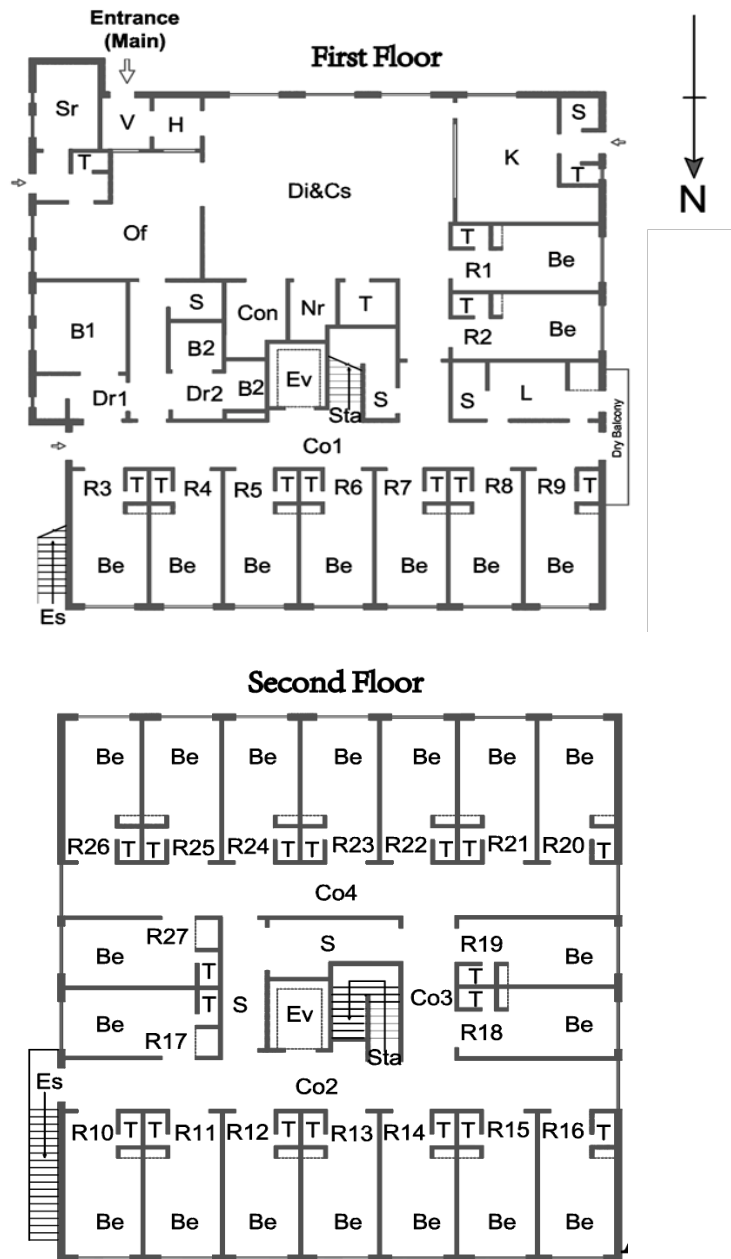 Entrance
(Main)
First Floor
N
Sr
V
H
S
T
K
T
Di&Cs
Of
T
R1
Be
S
Con
Nr
T
T
B1
B2
R2
Be
Ev
Dr1
Dr2
B2
S
S
L
Sta
Dry Balcony
Co1
R3
T
T
R4
R5
T
T
R6
R7
T
T
R8
R9
T
Be
Be
Be
Be
Be
Be
Be
Es
Second Floor
Be
Be
Be
Be
Be
Be
Be
R26
T
T
R25
R24
T
T
R23
R22
T
T
R21
R20
T
Co4
R27
S
R19
Be
Be
T
T
T
T
S
Ev
Co3
Be
R17
R18
Be
Sta
Es
Co2
R10
T
T
R11
R12
T
T
R13
R14
T
T
R15
R16
T
Be
Be
Be
Be
Be
Be
Be